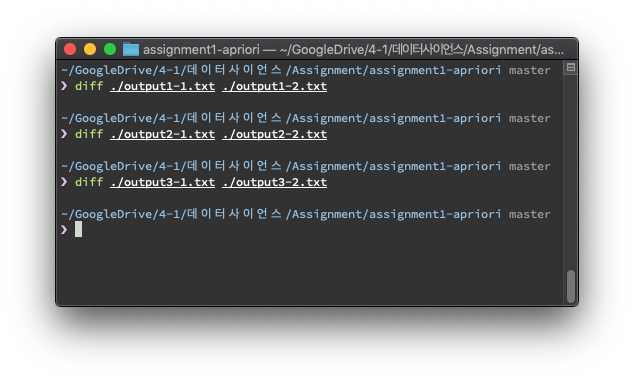 assignment1-apriori — ~/GoogleDrive/4-1/데이터사이언스/Assignment/as...
~/GoogleDrive/4-1/데이터사이언스/Assignment/assignment1-apriori master
❯ diff ./output1-1.txt ./output1-2.txt
~/GoogleDrive/4-1/데이터사이언스/Assignment/assignment1-apriori master
❯ diff ./output2-1.txt ./output2-2.txt
~/GoogleDrive/4-1/데이터사이언스/Assignment/assignment1-apriori master
❯ diff ./output3-1.txt ./output3-2.txt
~/GoogleDrive/4-1/데이터사이언스/Assignment/assignment1-apriori master
❯